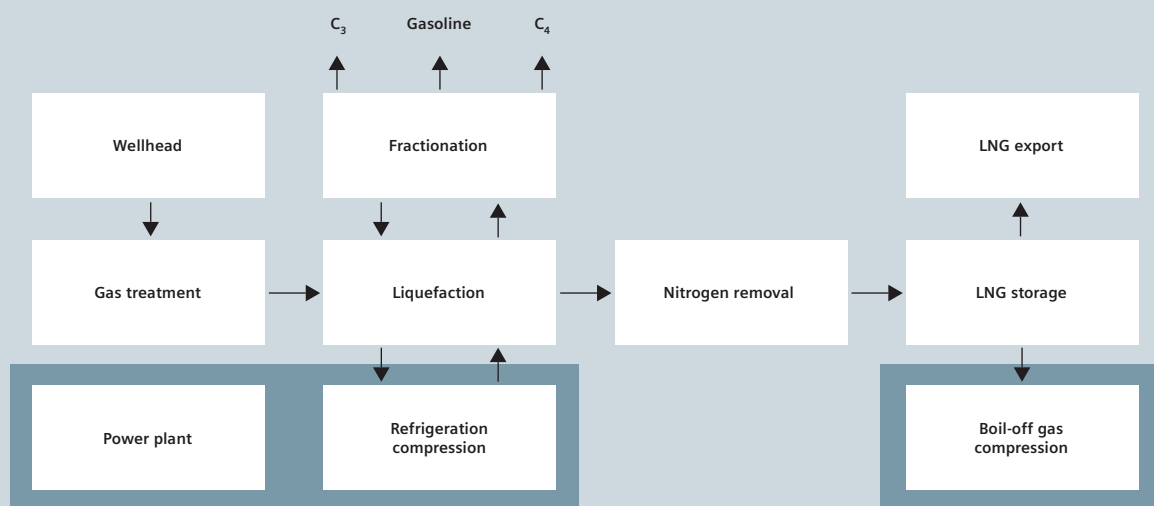 C₃
Gasoline
C₄
Wellhead
Fractionation
LNG export
Gas treatment
Liquefaction
Nitrogen removal
LNG storage
Power plant
Refrigeration
compression
Boil-off gas
compression